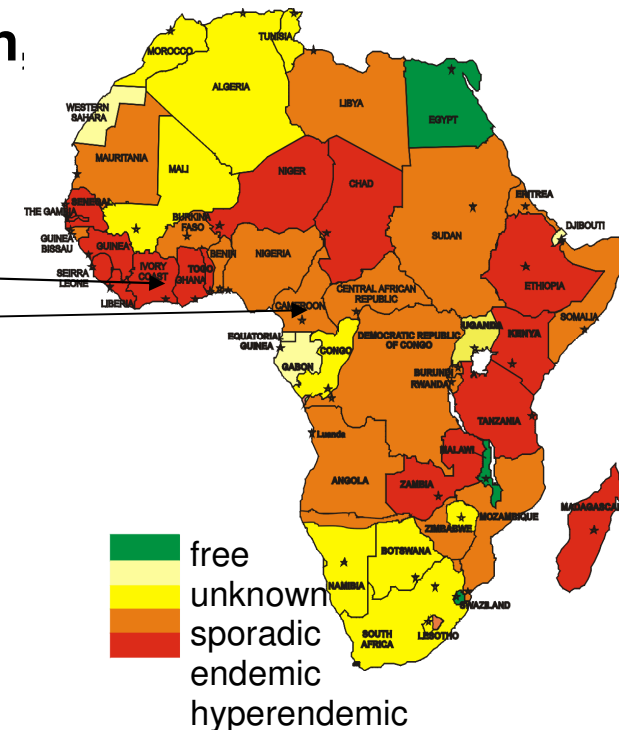 n,
MOROCCO
TUNISIA
ALGERIA
LIBYA
EGYPT
WESTERN
SAHARA
MAURITANIA
MALI
NIGER
CHAD
SUDAN
ERITREA
DJIBOUTI
SENEGAL
THE GAMBIA
GUINEA
BISSAU
GUINEA
BURKINA
FASO
SEIRRA
LEONE
LIBERIA
IVORY
COAST
GHANA
TOGO
BENIN
NIGERIA
CAMEROON
CENTRAL AFRICAN
REPUBLIC
ETHIOPIA
SOMALIA
EQUATORIAL
GUINEA
GABON
CONGO
DEMOCRATIC REPUBLIC
OF CONGO
UGANDA
KENYA
BURUNDI
RWANDA
TANZANIA
Luanda
ANGOLA
ZAMBIA
MALAWI
MOZAMBIQUE
MADAGASCAR
ZIMBABWE
BOTSWANA
NAMIBIA
SWAZILAND
LESOTHO
SOUTH
AFRICA
free
unknown
sporadic
endemic
hyperendemic